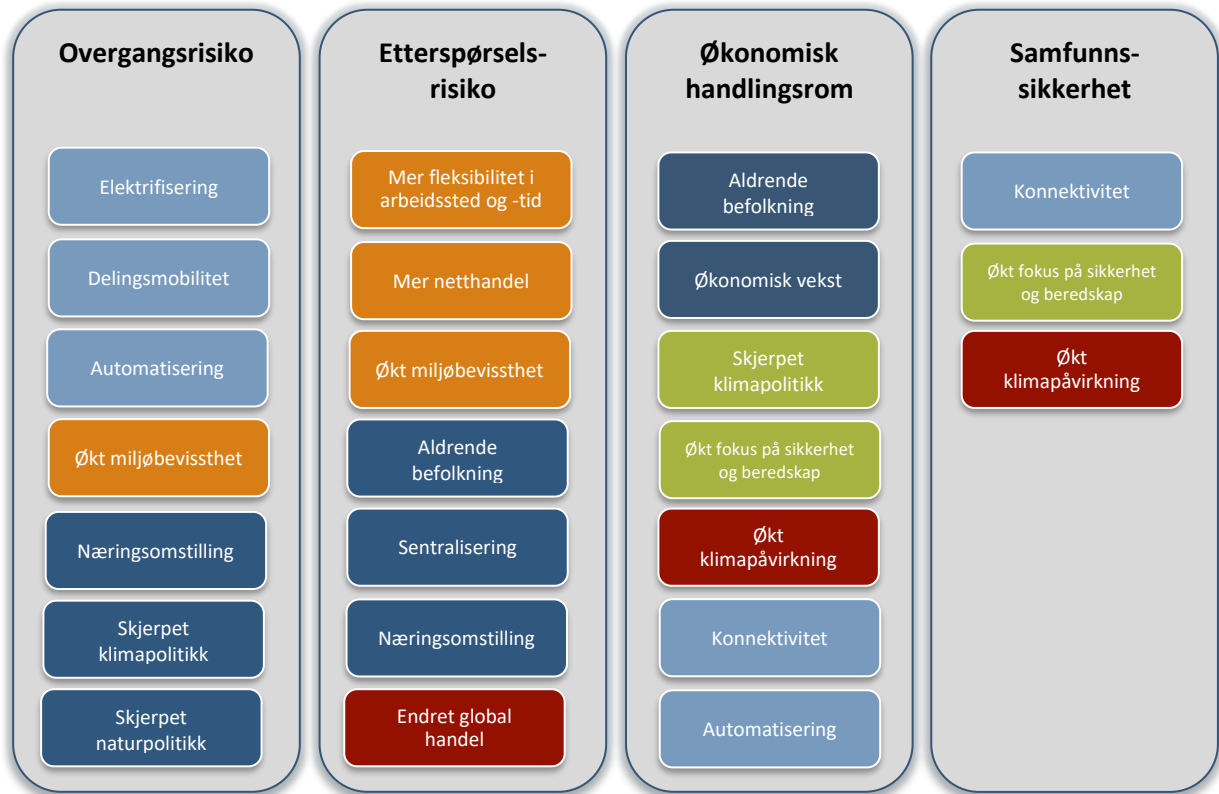 Overgangsrisiko
Elektrifisering
Delingsmobilitet
Automatisering
Økt miljøbevissthet
Næringsomstilling
Skjerpet
klimapolitikk
Skjerpet
naturpolitikk
Etterspørsels-
risiko
Mer fleksibilitet i
arbeidssted og -tid
Mer netthandel
Økt miljøbevissthet
Aldrende
befolkning
Sentralisering
Næringsomstilling
Endret global
handel
Økonomisk
handlingsrom
Aldrende
befolkning
Økonomisk vekst
Skjerpet
klimapolitikk
Økt fokus på sikkerhet
og beredskap
Økt
klimapåvirkning
Konnektivitet
Automatisering
Samfunns-
sikkerhet
Konnektivitet
Økt fokus på sikkerhet
og beredskap
Økt
klimapåvirkning